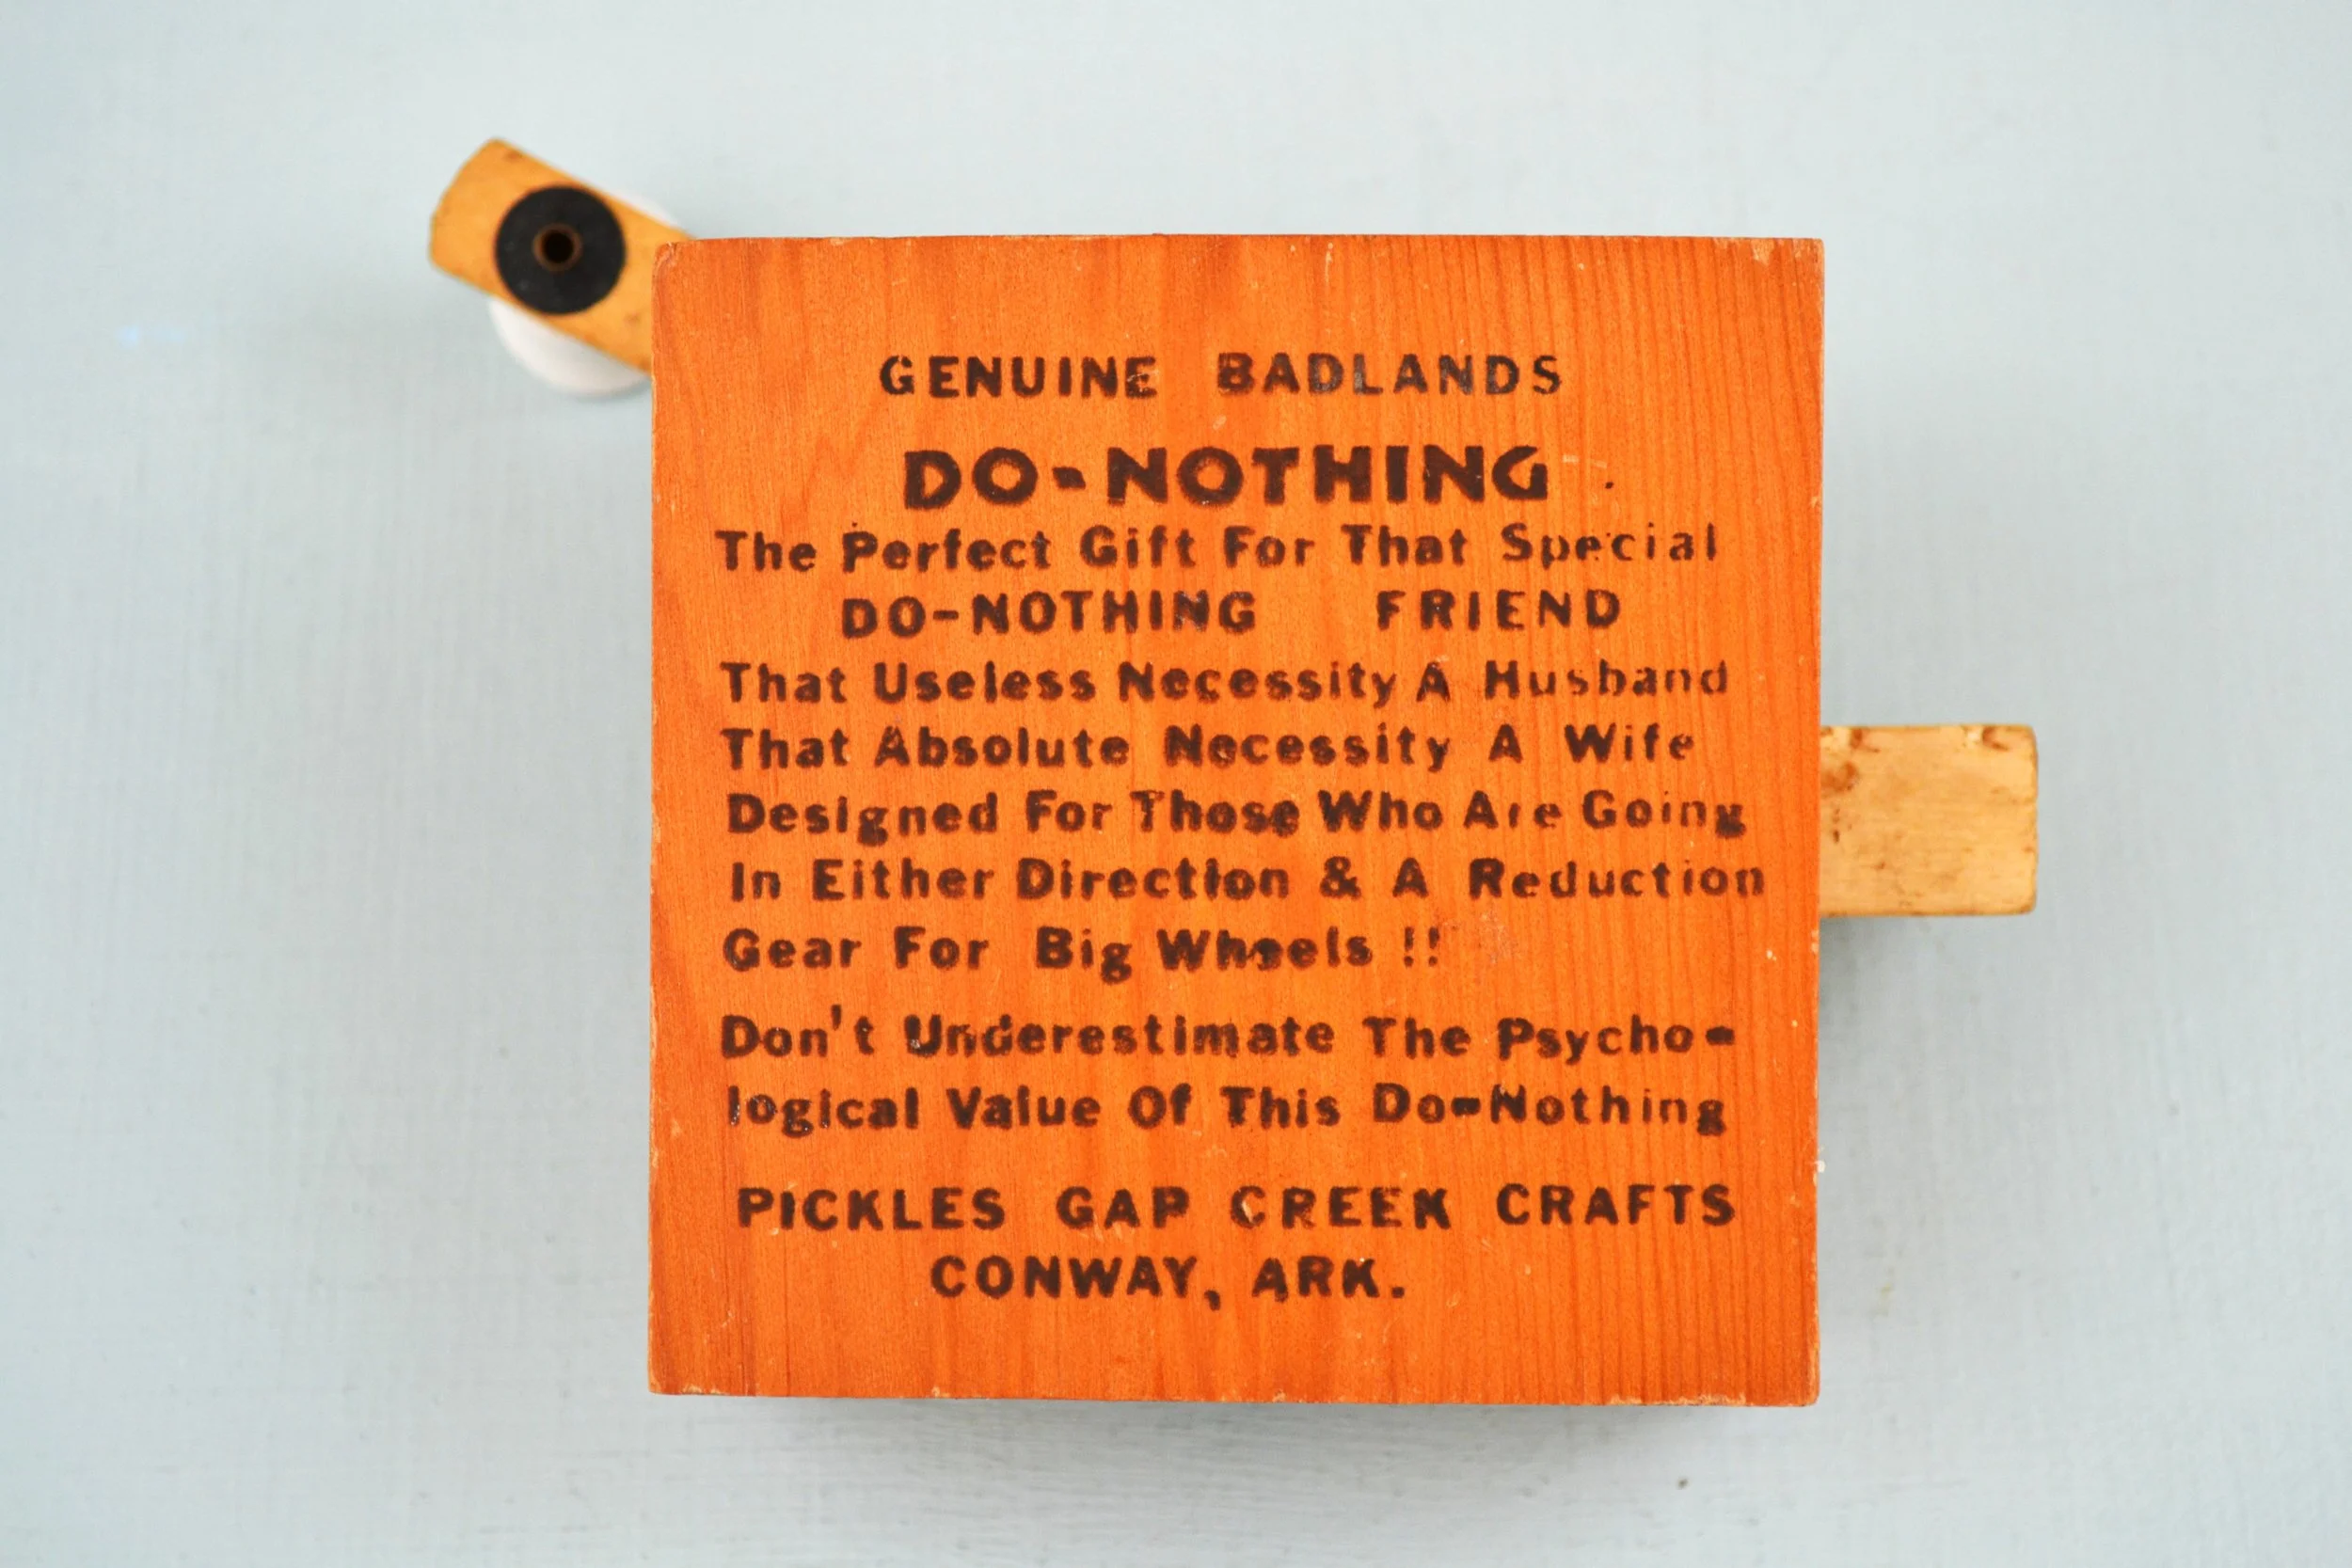 GENUINE BADLANDS
DO-NOTHING
The Perfect Gift For That Special
DO-NOTHING FRIEND
That Useless Necessity A Husband
That Absolute Necessity A Wife
Designed For Those Who Are Going
In Either Direction & A Reduction
Gear For Big Wheels !!
Don't Underestimate The Psycho-
logical Value Of This Do-Nothing
PICKLES GAP CREEK CRAFTS
CONWAY, ARK.